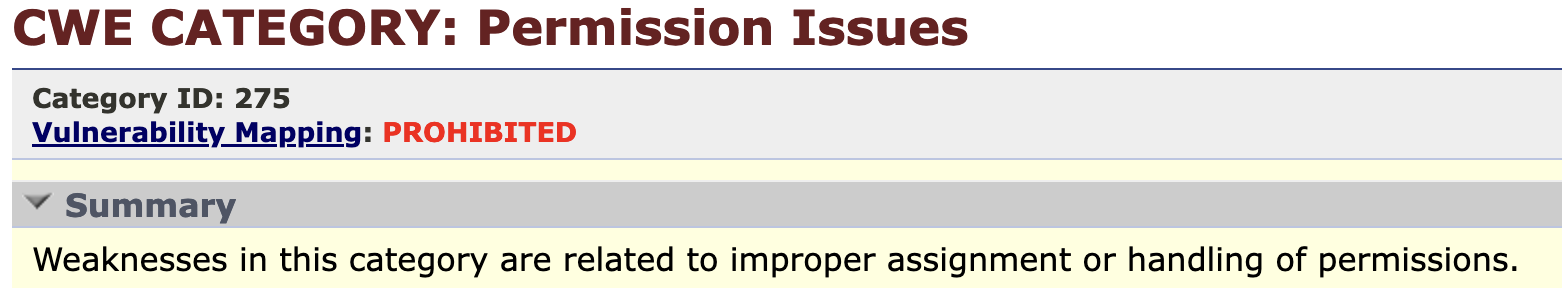 CWE CATEGORY: Permission Issues
Category ID: 275
Vulnerability Mapping: PROHIBITED
Summary
Weaknesses in this category are related to improper assignment or handling of permissions.